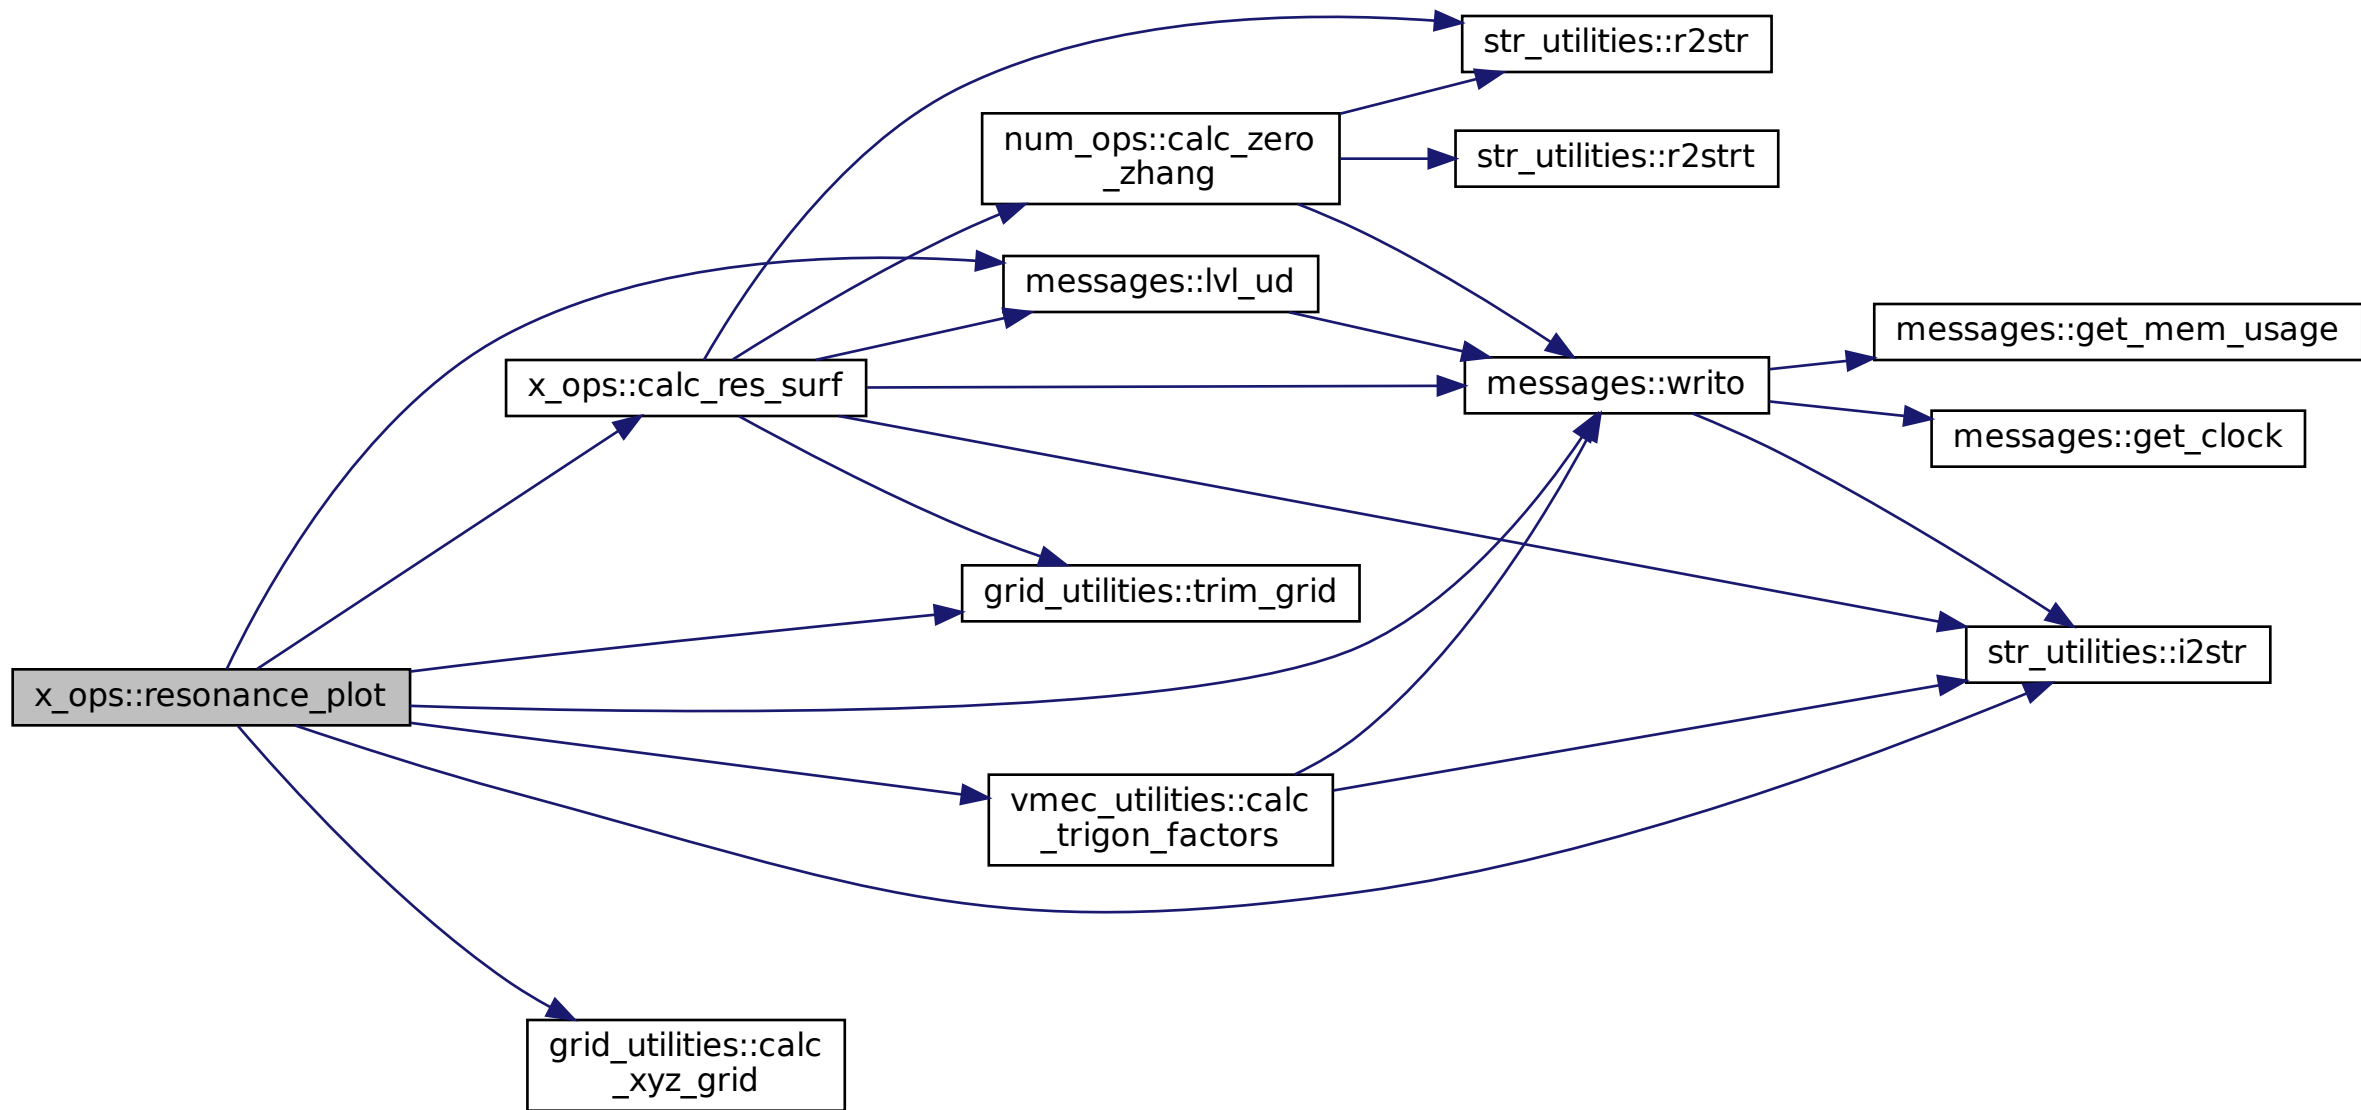 str_utilities::r2str
num_ops::calc_zero
_zhang
str_utilities::r2strt
messages::lvl_ud
messages::get_mem_usage
x_ops::calc_res_surf
messages::writo
messages::get_clock
grid_utilities::trim_grid
str_utilities::i2str
x_ops::resonance_plot
vmec_utilities::calc
_trigon_factors
grid_utilities::calc
_xyz_grid